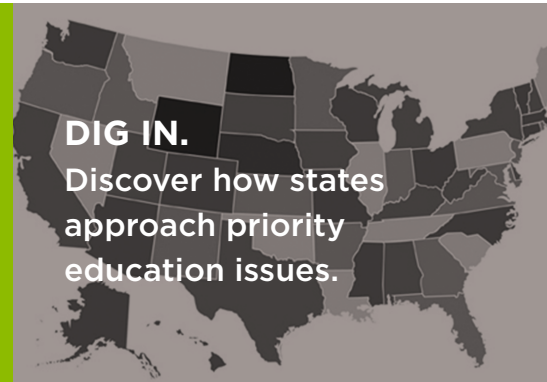 DIG IN.
Discover how states
approach priority
education issues.